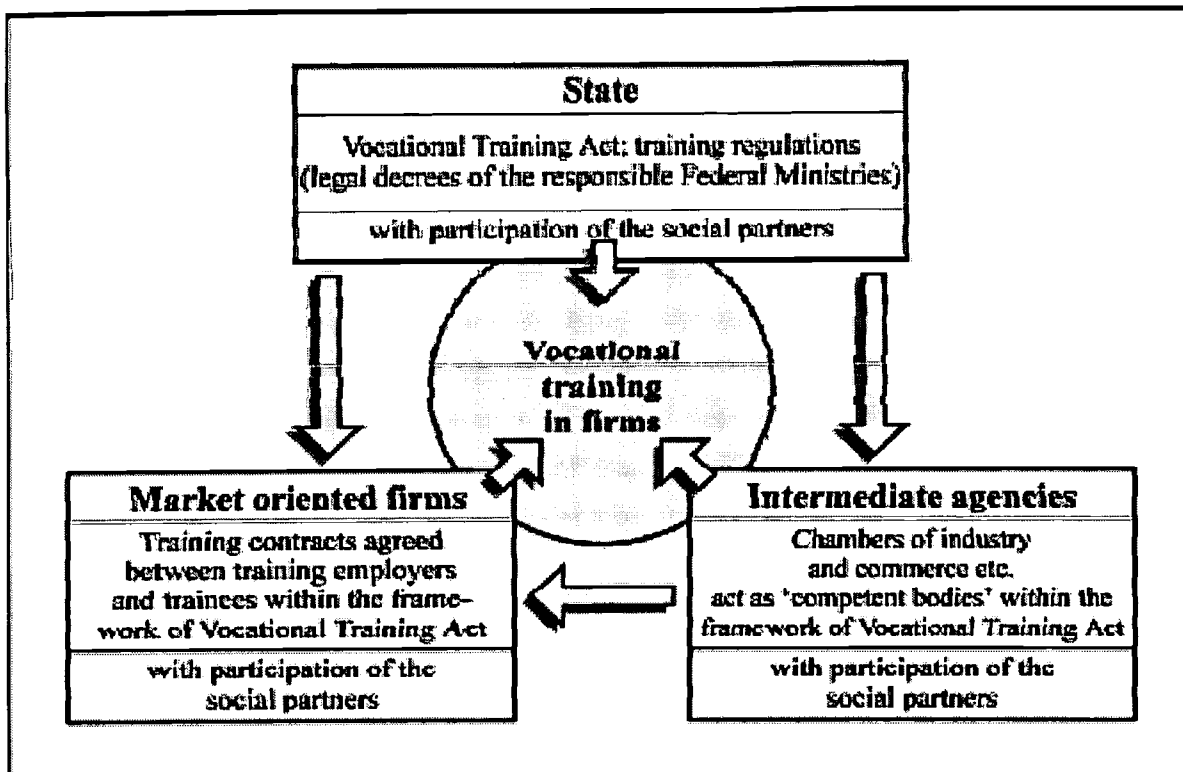 State
Vocational Training Act: training regulations
(legal decrees of the responsible Federal Ministries)
with participation of the social partners
Vocational
training
in firms
Market oriented firms
Training contracts agreed
between training employers
and trainees within the frame-
work of Vocational Training Act
with participation of the
social partners
Intermediate agencies
Chambers of industry
and commerce etc.
act as 'competent bodies' within the
framework of Vocational Training Act
with participation of the
social partners